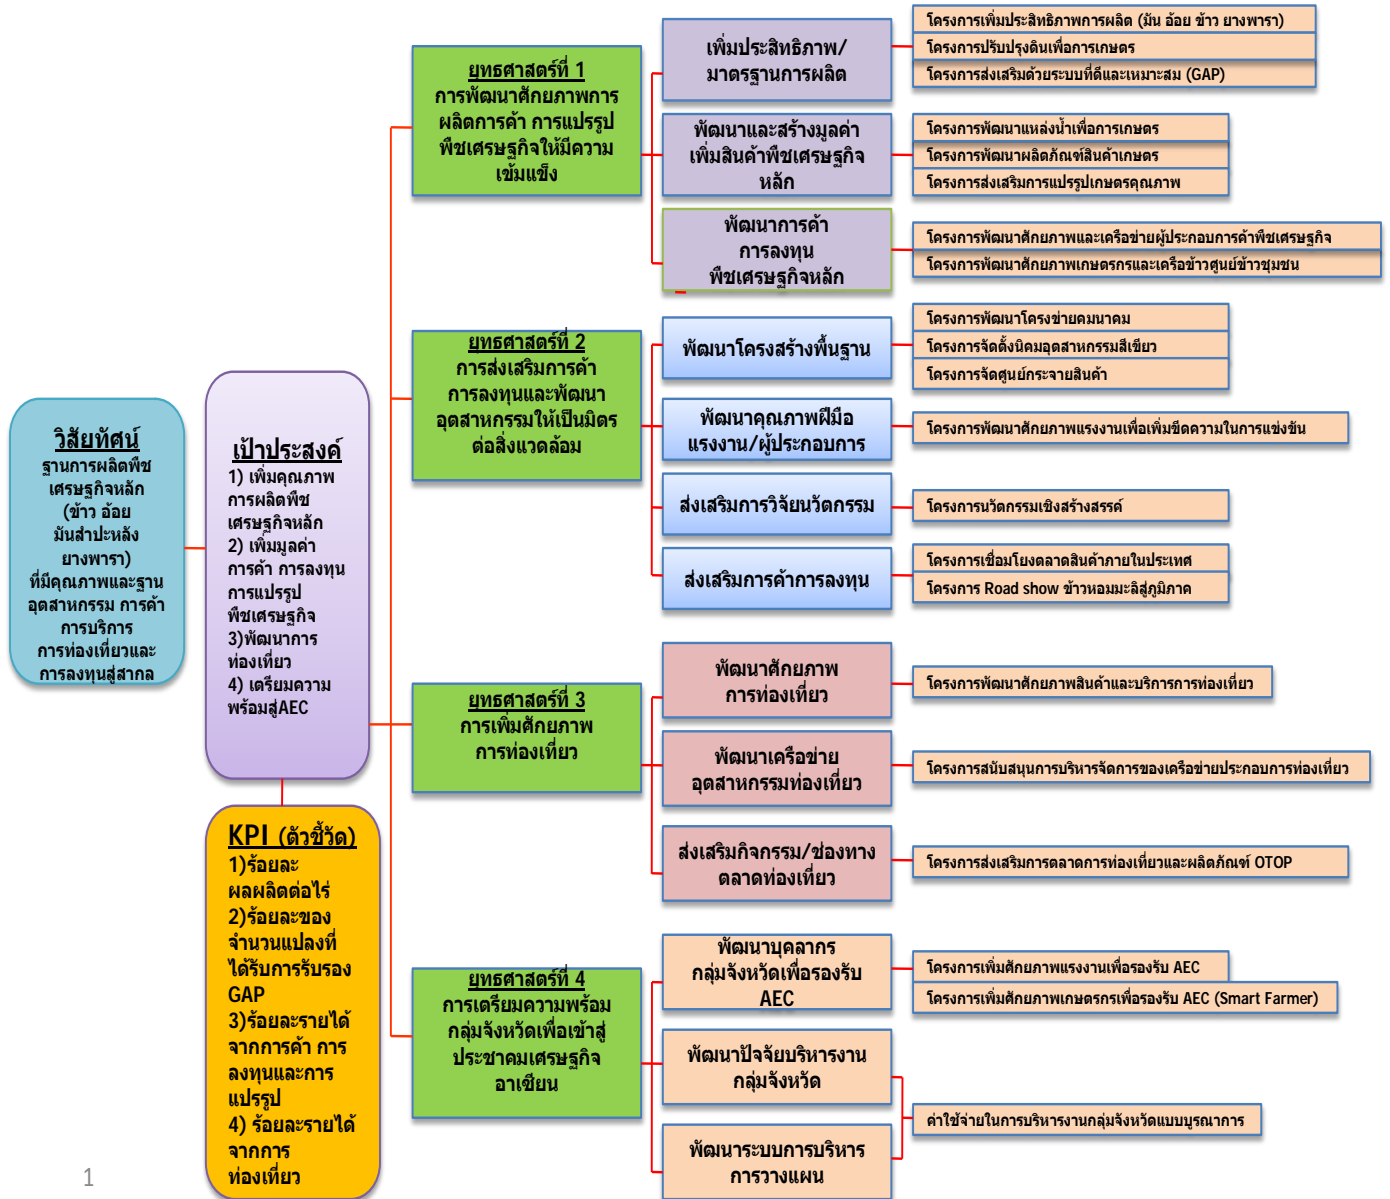 วิสัยทัศน์
ฐานการผลิตพืช
เศรษฐกิจหลัก
(ข้าว อ้อย
มันสำปะหลัง
ยางพารา)
ที่มีคุณภาพและฐาน
อุตสาหกรรม การค้า
การบริการ
การท่องเที่ยวและ
การลงทุนสู่สากล
เป้าประสงค์
1) เพิ่มคุณภาพ
การผลิตพืช
เศรษฐกิจหลัก
2) เพิ่มมูลค่า
การค้า การลงทุน
การแปรรูป
พืชเศรษฐกิจ
3)พัฒนาการ
ท่องเที่ยว
4) เตรียมความ
พร้อมสู่AEC
KPI (ตัวชี้วัด)
1)ร้อยละ
ผลผลิตต่อไร่
2)ร้อยละของ
จำนวนแปลงที่
ได้รับการรับรอง
GAP
3)ร้อยละรายได้
จากการค้า การ
ลงทุนและการ
แปรรูป
4) ร้อยละรายได้
จากการ
ท่องเที่ยว
ยุทธศาสตร์ที่ 1
การพัฒนาศักยภาพการ
ผลิตการค้า การแปรรูป
พืชเศรษฐกิจให้มีความ
เข้มแข็ง
เพิ่มประสิทธิภาพ/
มาตรฐานการผลิต
โครงการเพิ่มประสิทธิภาพการผลิต (มัน อ้อย ข้าว ยางพารา)
โครงการปรับปรุงดินเพื่อการเกษตร
โครงการส่งเสริมด้วยระบบที่ดีและเหมาะสม (GAP)
พัฒนาและสร้างมูลค่า
เพิ่มสินค้าพืชเศรษฐกิจ
หลัก
โครงการพัฒนาแหล่งน้ำเพื่อการเกษตร
โครงการพัฒนาผลิตภัณฑ์สินค้าเกษตร
โครงการส่งเสริมการแปรรูปเกษตรคุณภาพ
พัฒนาการค้า
การลงทุน
พืชเศรษฐกิจหลัก
โครงการพัฒนาศักยภาพและเครือข่ายผู้ประกอบการค้าพืชเศรษฐกิจ
โครงการพัฒนาศักยภาพเกษตรกรและเครือข้าวศูนย์ข้าวชุมชน
ยุทธศาสตร์ที่ 2
การส่งเสริมการค้า
การลงทุนและพัฒนา
อุตสาหกรรมให้เป็นมิตร
ต่อสิ่งแวดล้อม
พัฒนาโครงสร้างพื้นฐาน
โครงการพัฒนาโครงข่ายคมนาคม
โครงการจัดตั้งนิคมอุตสาหกรรมสีเขียว
โครงการจัดศูนย์กระจายสินค้า
พัฒนาคุณภาพฝีมือ
แรงงาน/ผู้ประกอบการ
โครงการพัฒนาศักยภาพแรงงานเพื่อเพิ่มขีดความในการแข่งขัน
ส่งเสริมการวิจัยนวัตกรรม
โครงการนวัตกรรมเชิงสร้างสรรค์
ส่งเสริมการค้าการลงทุน
โครงการเชื่อมโยงตลาดสินค้าภายในประเทศ
โครงการ Road show ข้าวหอมมะลิสู่ภูมิภาค
ยุทธศาสตร์ที่ 3
การเพิ่มศักยภาพ
การท่องเที่ยว
พัฒนาศักยภาพ
การท่องเที่ยว
โครงการพัฒนาศักยภาพสินค้าและบริการการท่องเที่ยว
พัฒนาเครือข่าย
อุตสาหกรรมท่องเที่ยว
โครงการสนับสนุนการบริหารจัดการของเครือข่ายประกอบการท่องเที่ยว
ส่งเสริมกิจกรรม/ช่องทาง
ตลาดท่องเที่ยว
โครงการส่งเสริมการตลาดการท่องเที่ยวและผลิตภัณฑ์ OTOP
ยุทธศาสตร์ที่ 4
การเตรียมความพร้อม
กลุ่มจังหวัดเพื่อเข้าสู่
ประชาคมเศรษฐกิจ
อาเซียน
พัฒนาบุคลากร
กลุ่มจังหวัดเพื่อรองรับ
AEC
โครงการเพิ่มศักยภาพแรงงานเพื่อรองรับ AEC
โครงการเพิ่มศักยภาพเกษตรกรเพื่อรองรับ AEC (Smart Farmer)
พัฒนาปัจจัยบริหารงาน
กลุ่มจังหวัด
พัฒนาระบบการบริหาร
การวางแผน
ค่าใช้จ่ายในการบริหารงานกลุ่มจังหวัดแบบบูรณาการ
1